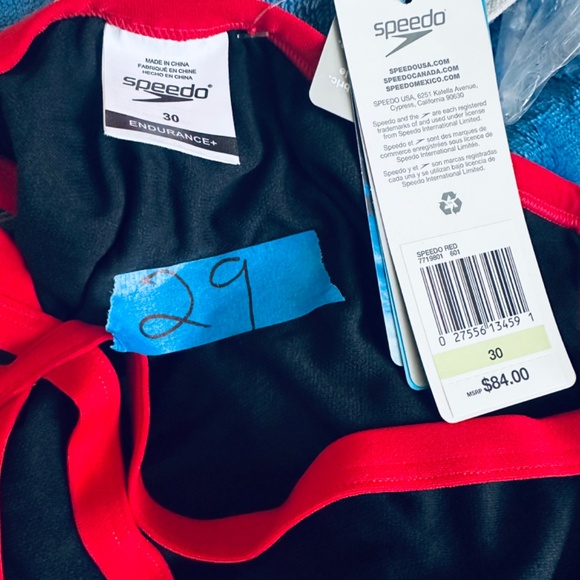 MADE IN CHINA
FABRIQUÉ EN CHINE
HECHO EN CHINA
speedo
30
ENDURANCE+
29
speedo
SPEEDOUSA.COM
SPEEDOCANADA.COM
SPEEDOMEXICO.COM
SPEEDO USA, 6251 Katella Avenue,
Cypress, California 90630
Speedo and the are each registered
trademarks of and used under license
from Speedo International Limited.
Speedo et sont des marques de
commerce enregistrées sous licence de
Speedo International Limitée.
Speedo y el son marcas registradas
cada una y se utilizan bajo licencia de
Speedo International Limited.
SPEEDO RED
7719801 601
0 27556 13459 1
30
MSRP $84.00